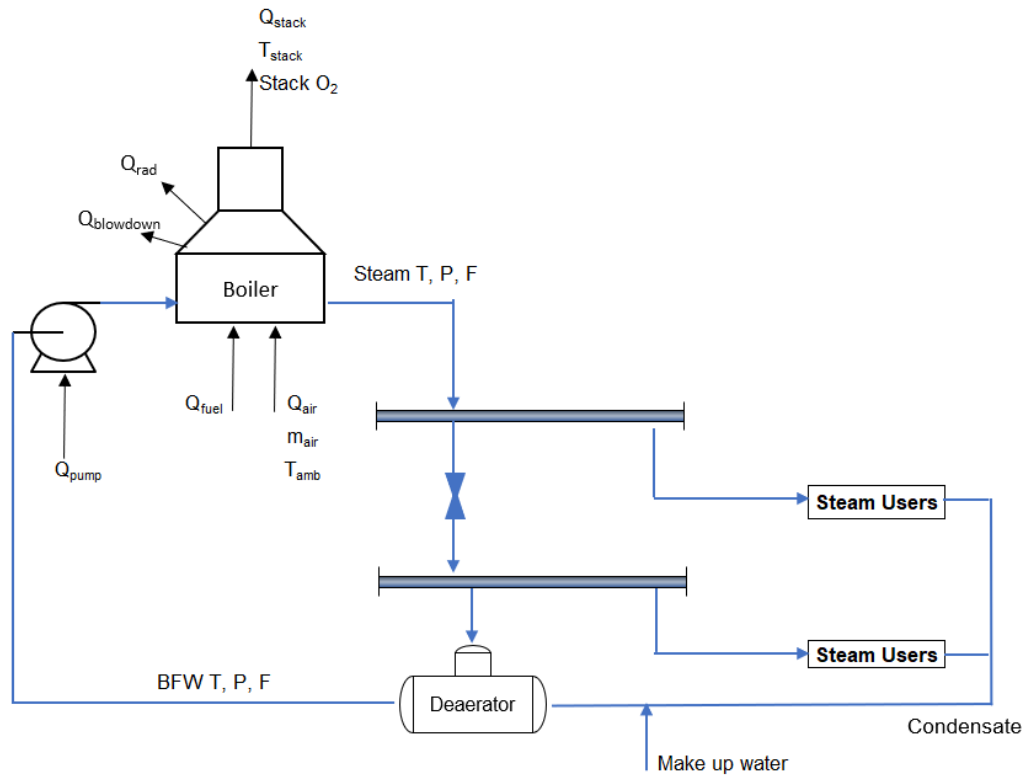 Qstack
Tstack
Stack O2
Qrad
Qblowdown
Boiler
Steam T, P, F
Qfuel
Qair
mair
Tamb
Qpump
Steam Users
Steam Users
BFW T, P, F
Deaerator
Condensate
Make up water